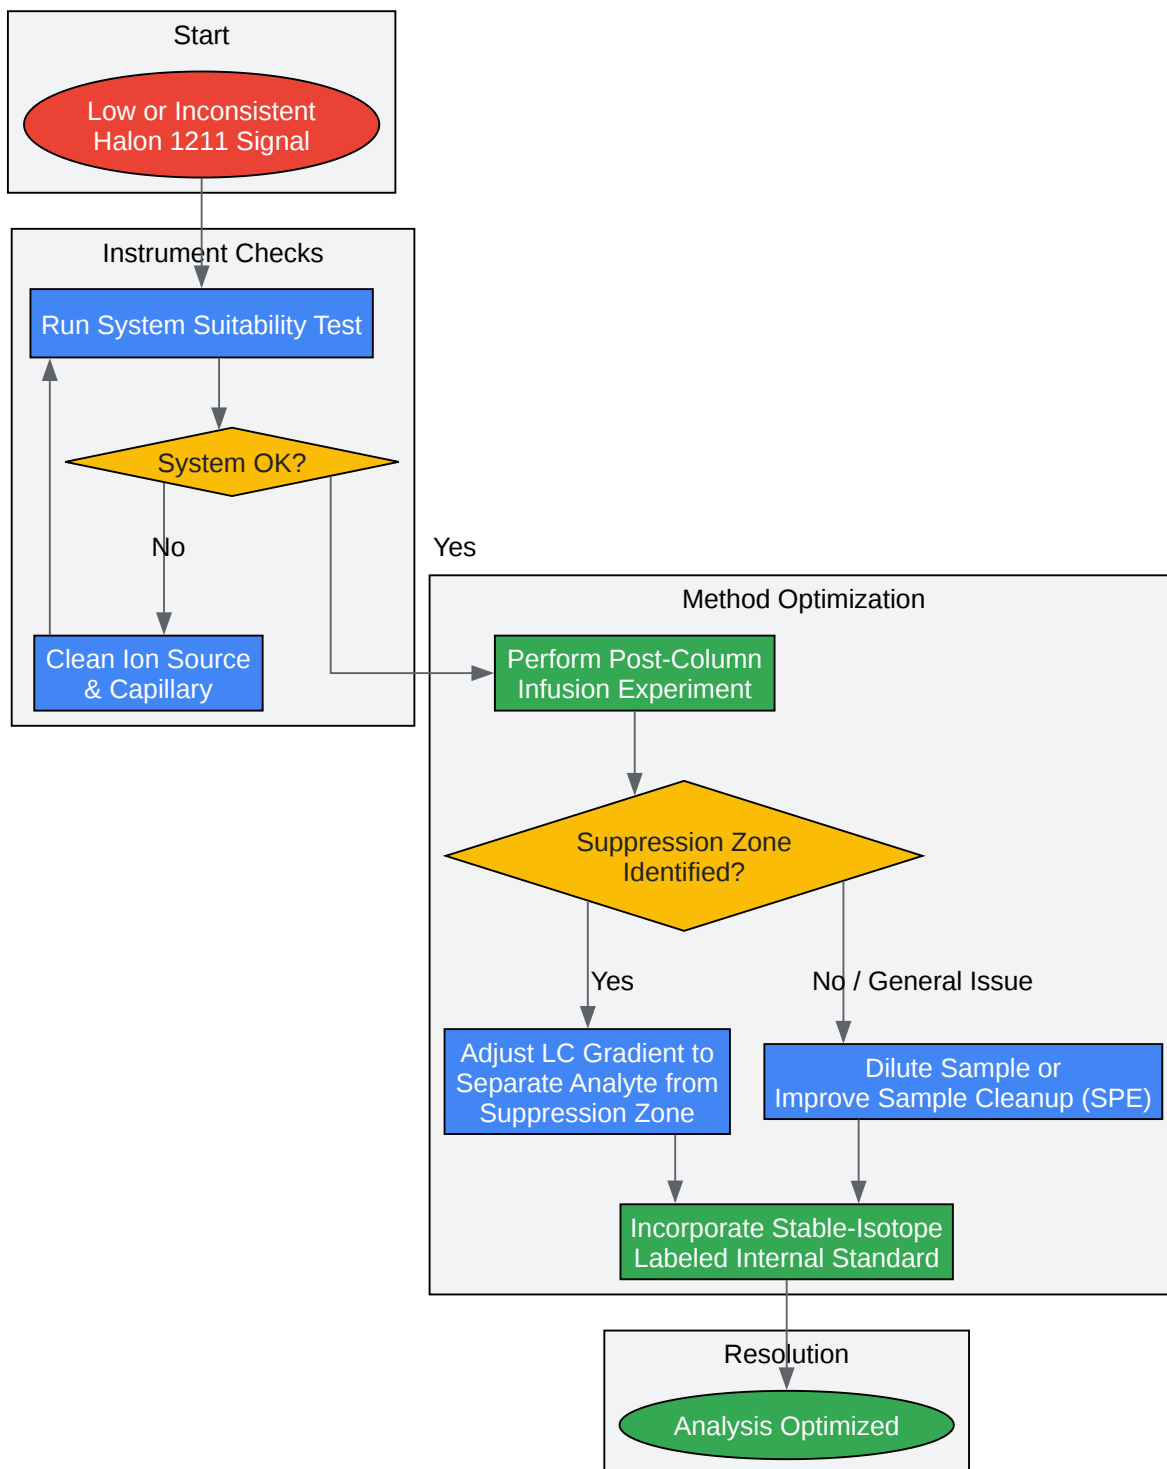 Start
Low or Inconsistent
Halon 1211 Signal
Instrument Checks
Run System Suitability Test
System OK?
No
Yes
Clean Ion Source
& Capillary
Method Optimization
Perform Post-Column
Infusion Experiment
Suppression Zone
Identified?
Yes
No / General Issue
Adjust LC Gradient to
Separate Analyte from
Suppression Zone
Dilute Sample or
Improve Sample Cleanup (SPE)
Incorporate Stable-Isotope
Labeled Internal Standard
Resolution
Analysis Optimized